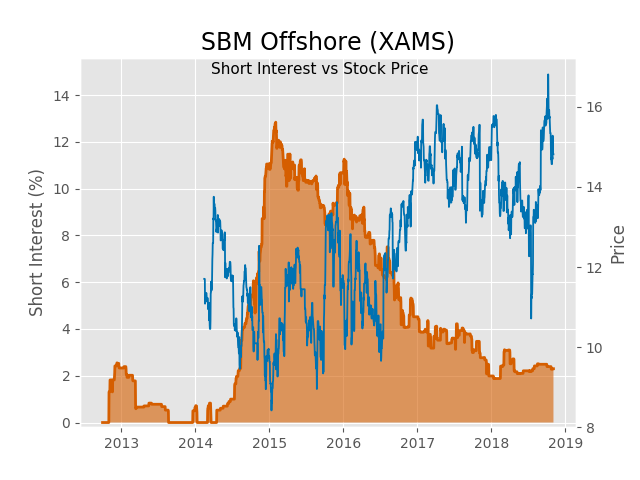 SBM Offshore (XAMS)
Short Interest vs Stock Price
Short Interest (%)
14
12
10
8
6
4
2
0
16
14
12
10
8
Price
2013 2014 2015 2016 2017 2018 2019